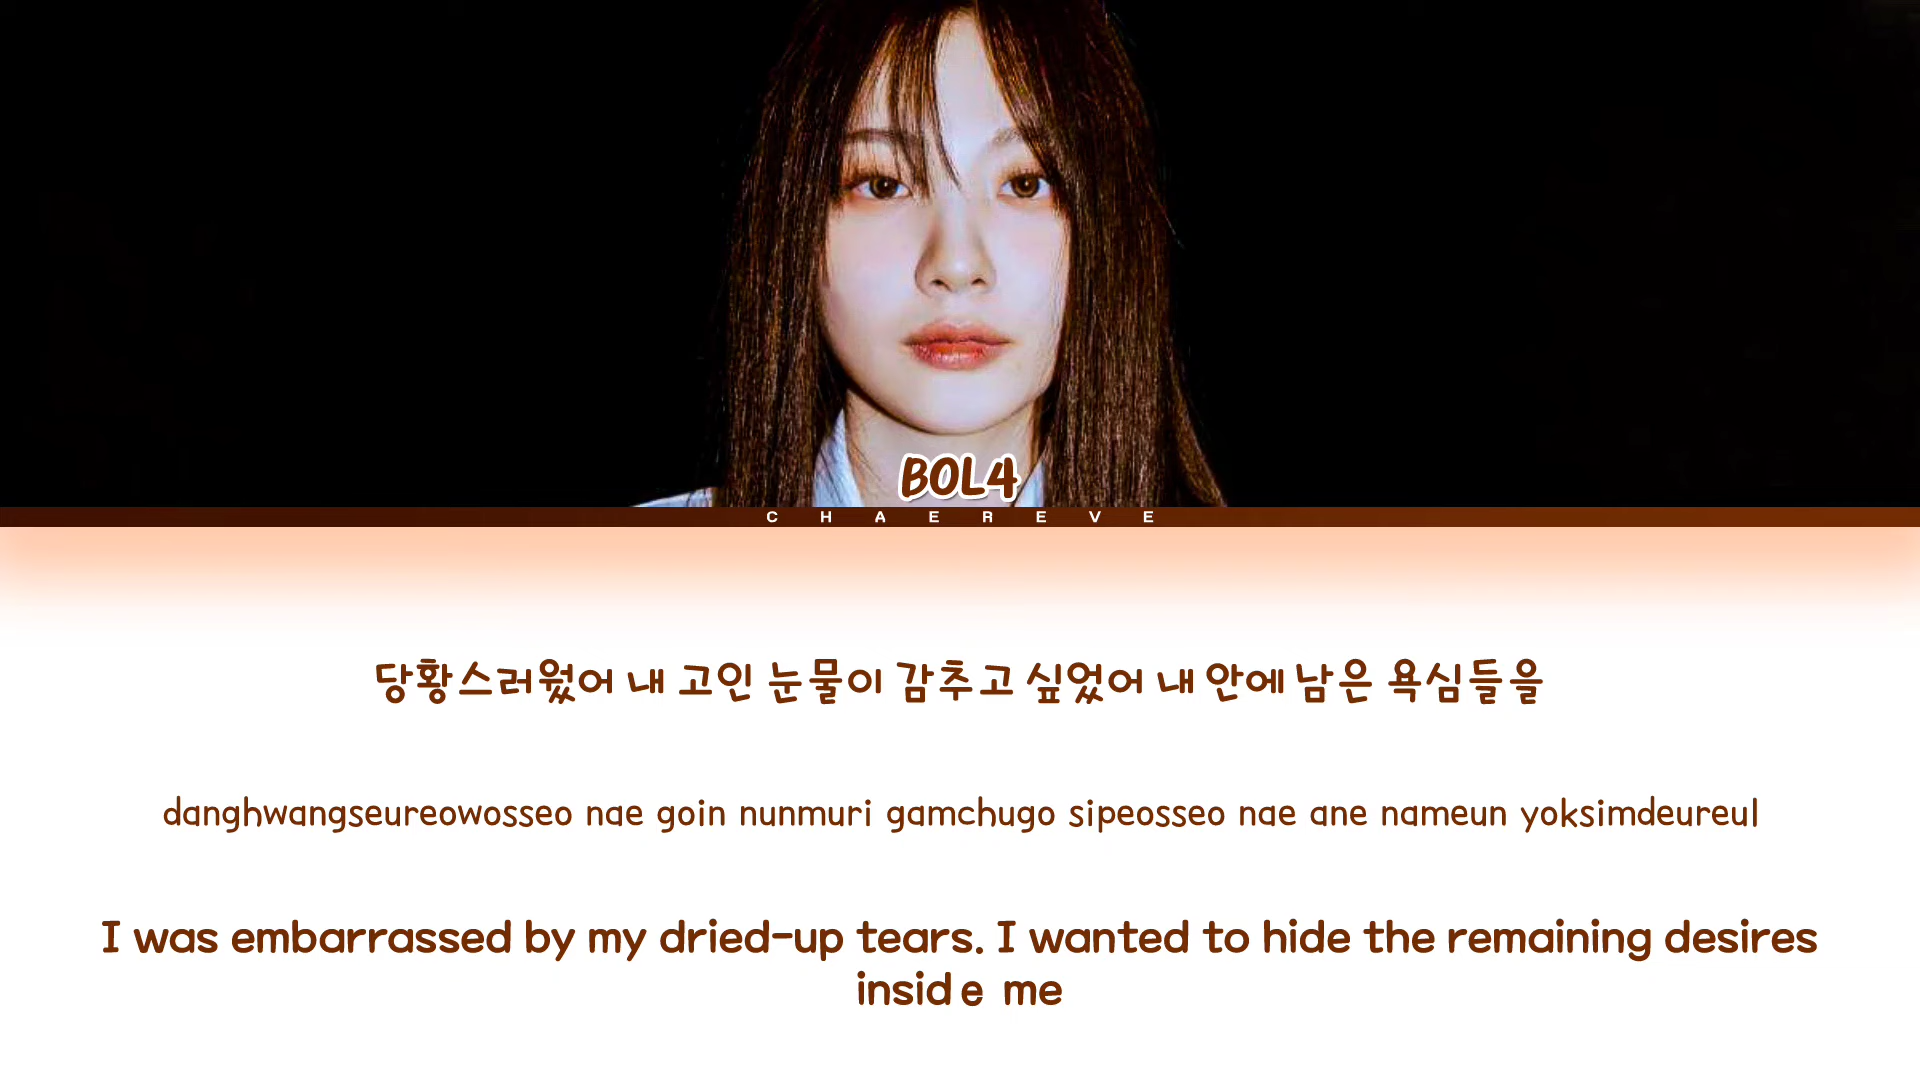 BOL4
CHAEREVE
당황스러웠어 내 고인 눈물이 감추고 싶었어 내 안에 남은 욕심들을
danghwangseureowosseo nae goin nunmuri gamchugo sipeosseo nae ane nameun yoksimdeureul
I was embarrassed by my dried-up tears. I wanted to hide the remaining desires
inside me